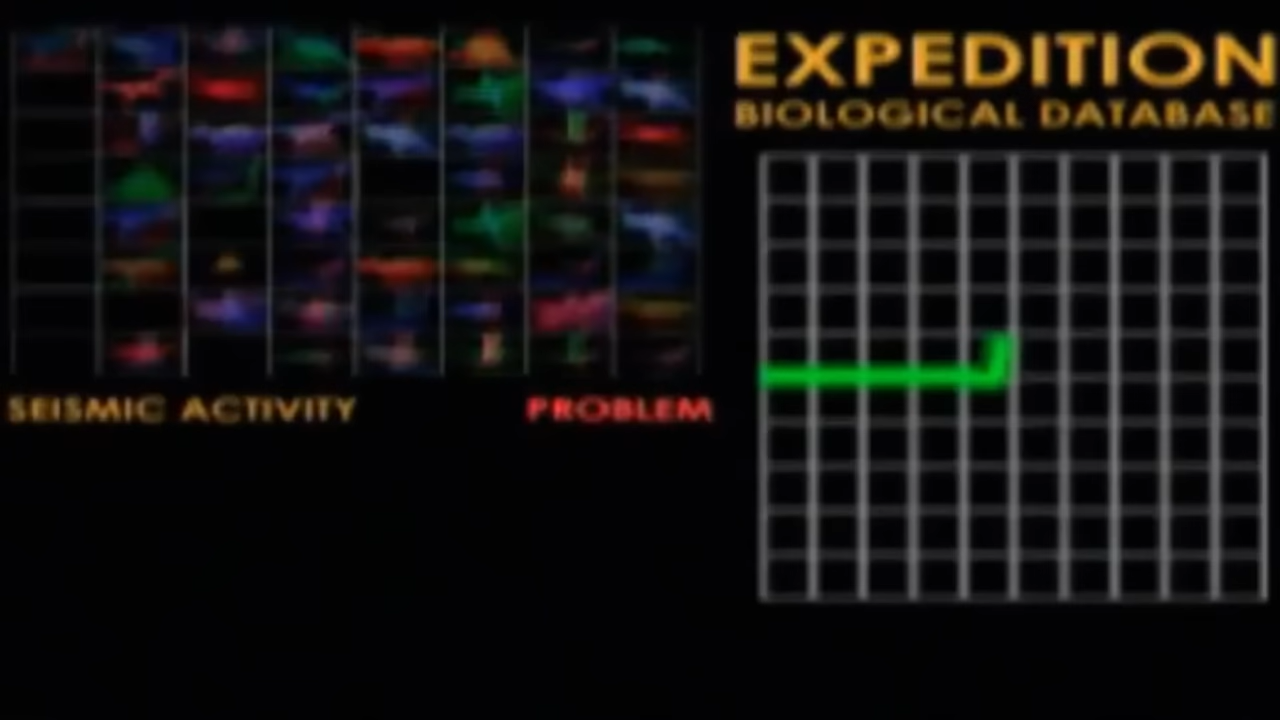 EXPEDITION
BIOLOGICAL DATABASE
SEISMIC ACTIVITY
PROBLEM